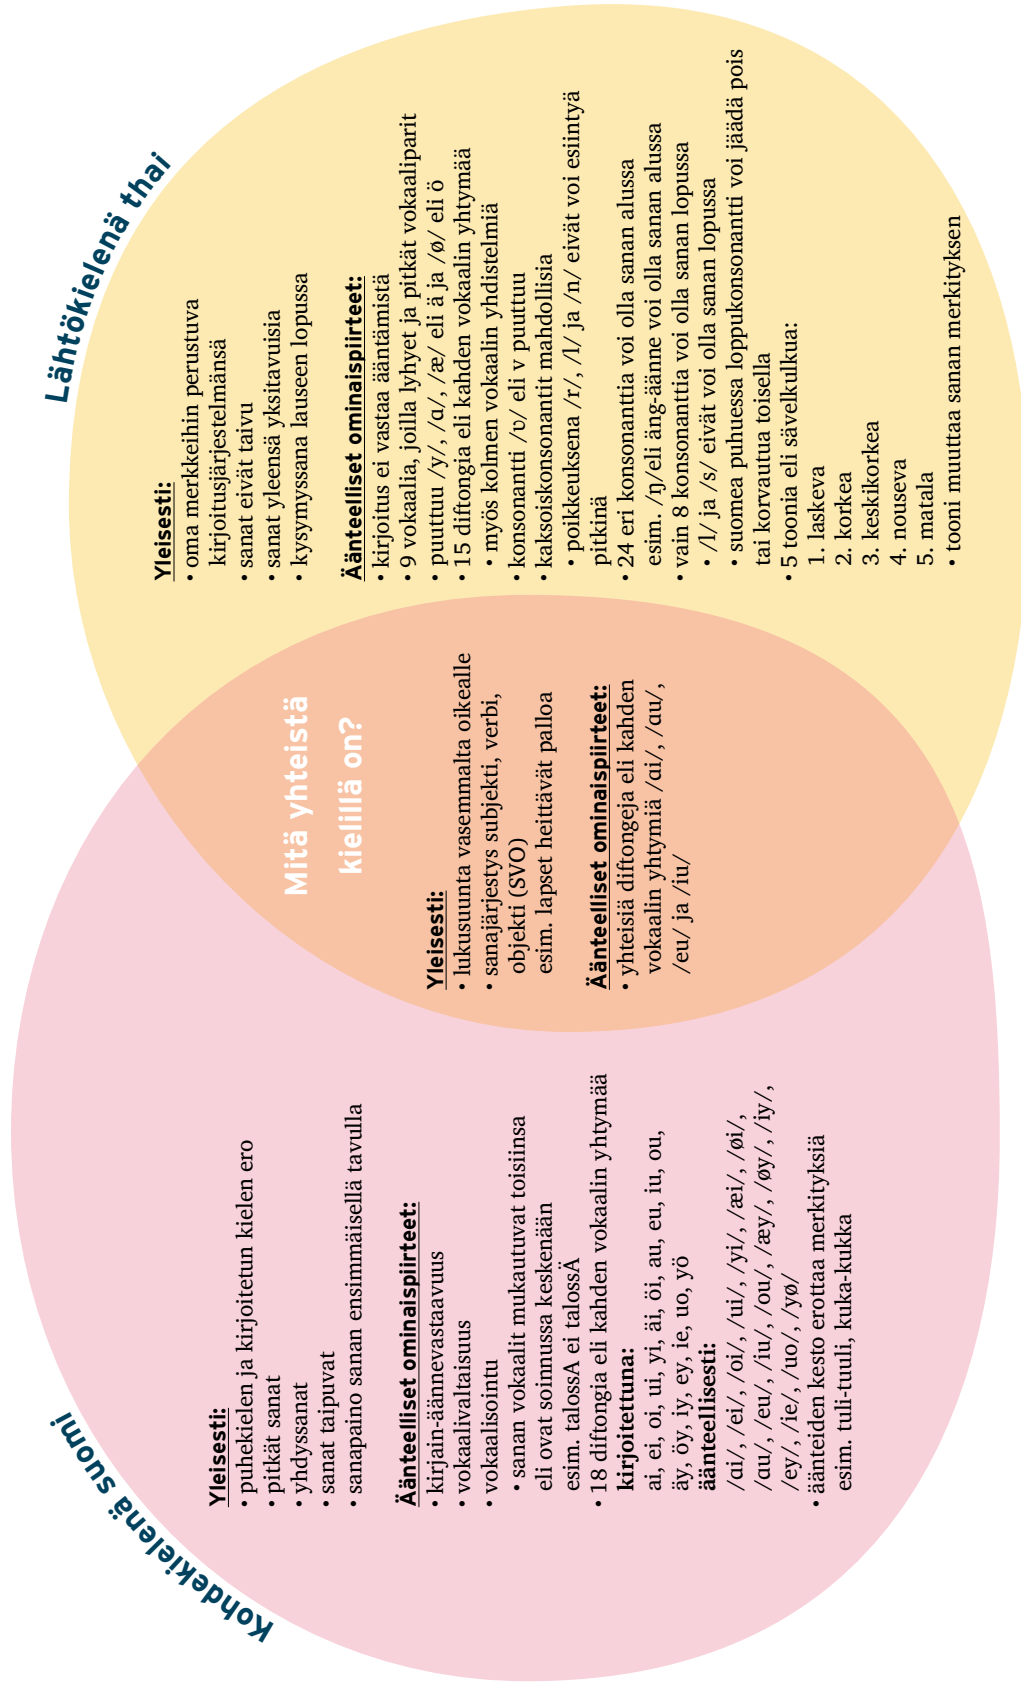 Kohdekielenä suomi
Yleisesti:
• puhekielen ja kirjoitetun kielen ero
• pitkät sanat
• yhdyssanat
• sanat taipuvat
• sanapaino sanan ensimmäisellä tavulla
Äänteelliset ominaispiirteet:
• kirjain-äännevastaavuus
• vokaalivaltaisuus
• vokaalisointu
• sanan vokaalit mukautuvat toisiinsa
eli ovat soinnussa keskenään
esim. talossA ei talossÄ
• 18 diftongia eli kahden vokaalin yhtymää
kirjoitettuna:
ai, ei, oi, ui, yi, äi, öi, au, eu, iu, ou,
äy, öy, iy, ey, ie, uo, yö
äänteellisesti:
/ɑi/, /ei/, /oi/, /ui/, /yi/, /æi/, /øi/,
/ɑu/, /eu/, /iu/, /ou/, /æy/, /øy/, /iy/,
/ey/, /ie/, /uo/, /yø/
• äänteiden kesto erottaa merkityksiä
esim. tuli-tuuli, kuka-kukka
Mitä yhteistä
kielillä on?
Yleisesti:
• lukusuunta vasemmalta oikealle
• sanajärjestys subjekti, verbi,
objekti (SVO)
esim. lapset heittävät palloa
Äänteelliset ominaispiirteet:
• yhteisiä diftongeja eli kahden
vokaalin yhtymiä /ɑi/, /ɑu/,
/eu/ ja /iu/
Lähtökielenä thai
Yleisesti:
• oma merkkeihin perustuva
kirjoitusjärjestelmänsä
• sanat eivät taivu
• sanat yleensä yksitavuisia
• kysymyssana lauseen lopussa
Äänteelliset ominaispiirteet:
• kirjoitus ei vastaa ääntämistä
• 9 vokaalia, joilla lyhyet ja pitkät vokaaliparit
• puuttuu /y/, /ɑ/, /æ/ eli ä ja /ø/ eli ö
• 15 diftongia eli kahden vokaalin yhtymää
• myös kolmen vokaalin yhdistelmiä
• konsonantti /ʋ/ eli v puuttuu
• kaksoiskonsonantit mahdollisia
• poikkeuksena /r/, /l/ ja /n/ eivät voi esiintyä
pitkinä
• 24 eri konsonanttia voi olla sanan alussa
esim. /ŋ/ eli äng-äänne voi olla sanan alussa
• vain 8 konsonanttia voi olla sanan lopussa
• /l/ ja /s/ eivät voi olla sanan lopussa
• suomea puhuessa loppukonsonantti voi jäädä pois
tai korvautua toisella
• 5 toonia eli sävelkulkua:
1. laskeva
2. korkea
3. keskikorkea
4. nouseva
5. matala
• tooni muuttaa sanan merkityksen